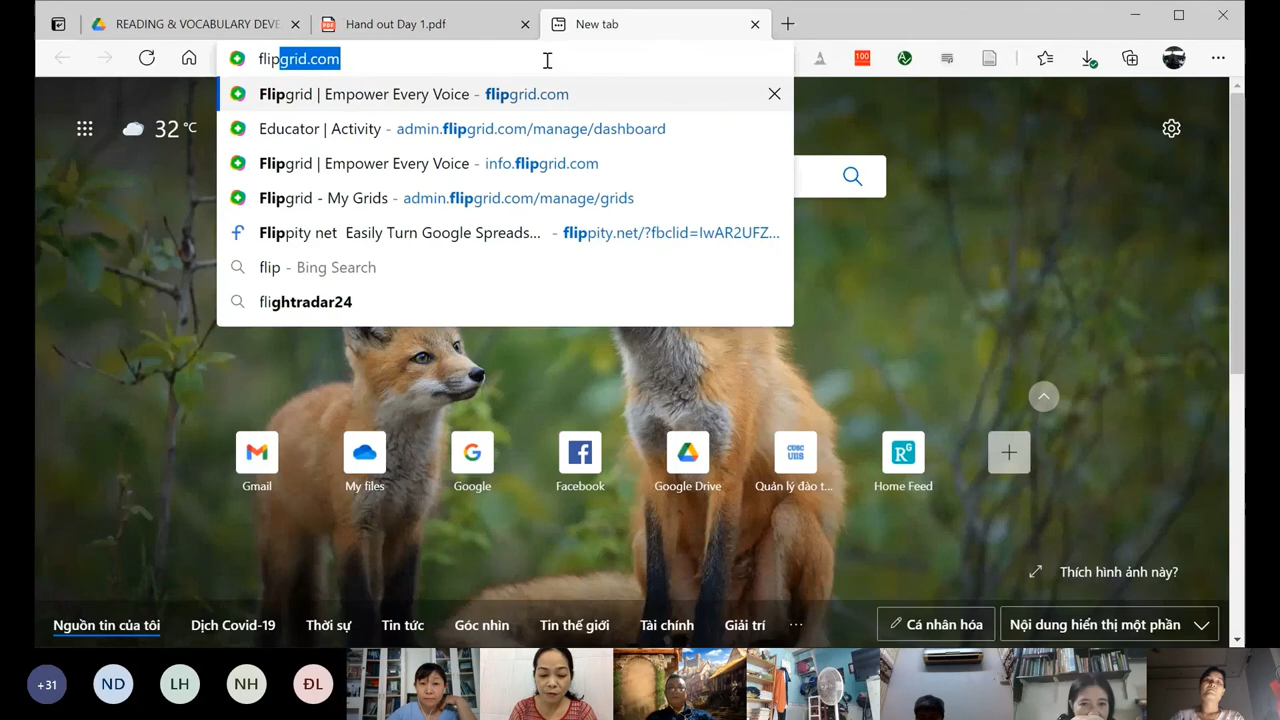 READING & VOCABULARY DEVE
Hand out Day 1.pdf
New tab
flipgrid.com
100
Flipgrid | Empower Every Voice - flipgrid.com
Educator | Activity - admin.flipgrid.com/manage/dashboard
Flipgrid | Empower Every Voice - info.flipgrid.com
Flipgrid - My Grids - admin.flipgrid.com/manage/grids
Flippity net Easily Turn Google Spreads... - flippity.net/?fbclid=IwAR2UFZ...
flip - Bing Search
flightradar24
32 °C
Gmail
My files
Google
Facebook
Google Drive
CUSC
UIIS
Quản lý đào t...
Home Feed
Thích hình ảnh này?
Nguồn tin của tôi
Dịch Covid-19
Thời sự
Tin tức
Góc nhìn
Tin thế giới
Tài chính
Giải trí
...
Cá nhân hóa
Nội dung hiển thị một phần
+31
ND
LH
NH
ĐL